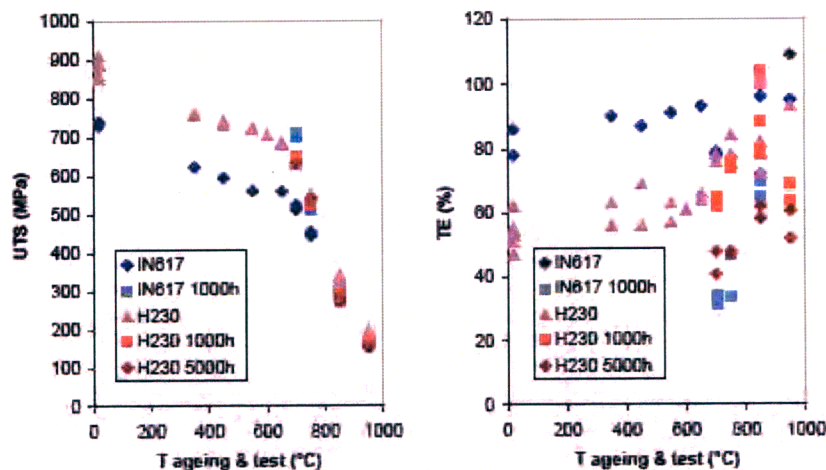 1000
900
800
700
600
500
400
300
200
100
0
UTS (MPa)
IN617
IN617 1000h
H230
H230 1000h
H230 5000h
0 200 400 600 800 1000
T ageing & test (°C)
120
100
80
60
40
20
0
TE (%)
IN617
IN617 1000h
H230
H230 1000h
H230 5000h
0 200 400 600 800 1000
T ageing & test (°C)